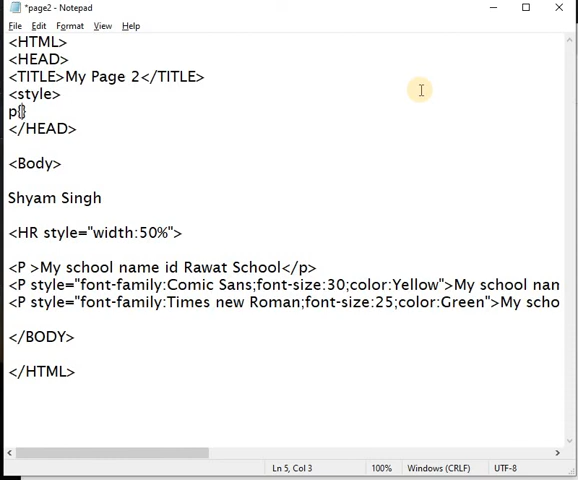 *page2 - Notepad
File Edit Format View Help
<HTML>
<HEAD>
<TITLE>My Page 2</TITLE>
<style>
p{}
</HEAD>
<Body>
Shyam Singh
<HR style="width:50%">
<P >My school name id Rawat School</p>
<P style="font-family:Comic Sans;font-size:30;color:Yellow">My school nan
<P style="font-family:Times new Roman;font-size:25;color:Green">My scho
</BODY>
</HTML>
Ln 5, Col 3 100% Windows (CRLF) UTF-8